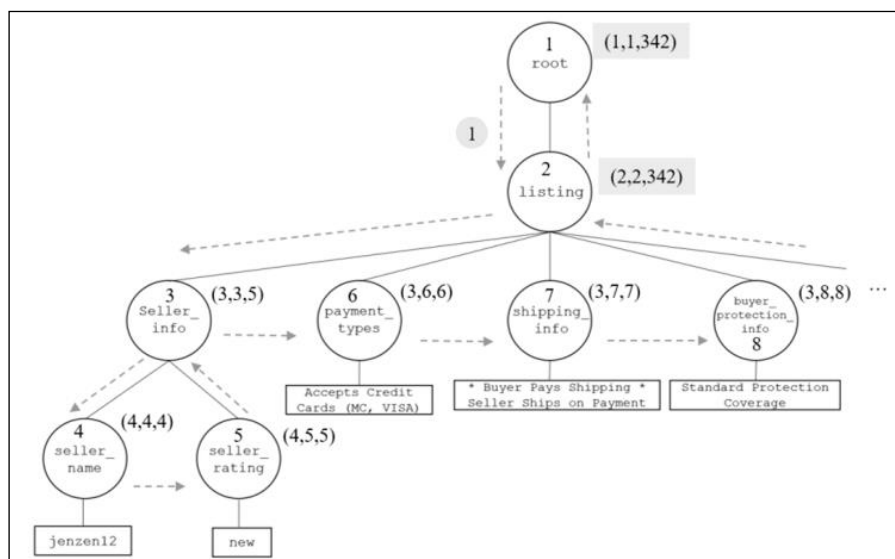 1
root
(1,1,342)
1
2
listing
(2,2,342)
3
Seller_
info
(3,3,5)
6
payment_
types
(3,6,6)
7
shipping_
info
(3,7,7)
buyer_
protection_
info
8
(3,8,8)
...
Accepts Credit
Cards (MC, VISA)
* Buyer Pays Shipping *
Seller Ships on Payment
Standard Protection
Coverage
4
seller_
name
(4,4,4)
5
seller_
rating
(4,5,5)
jenzen12
new